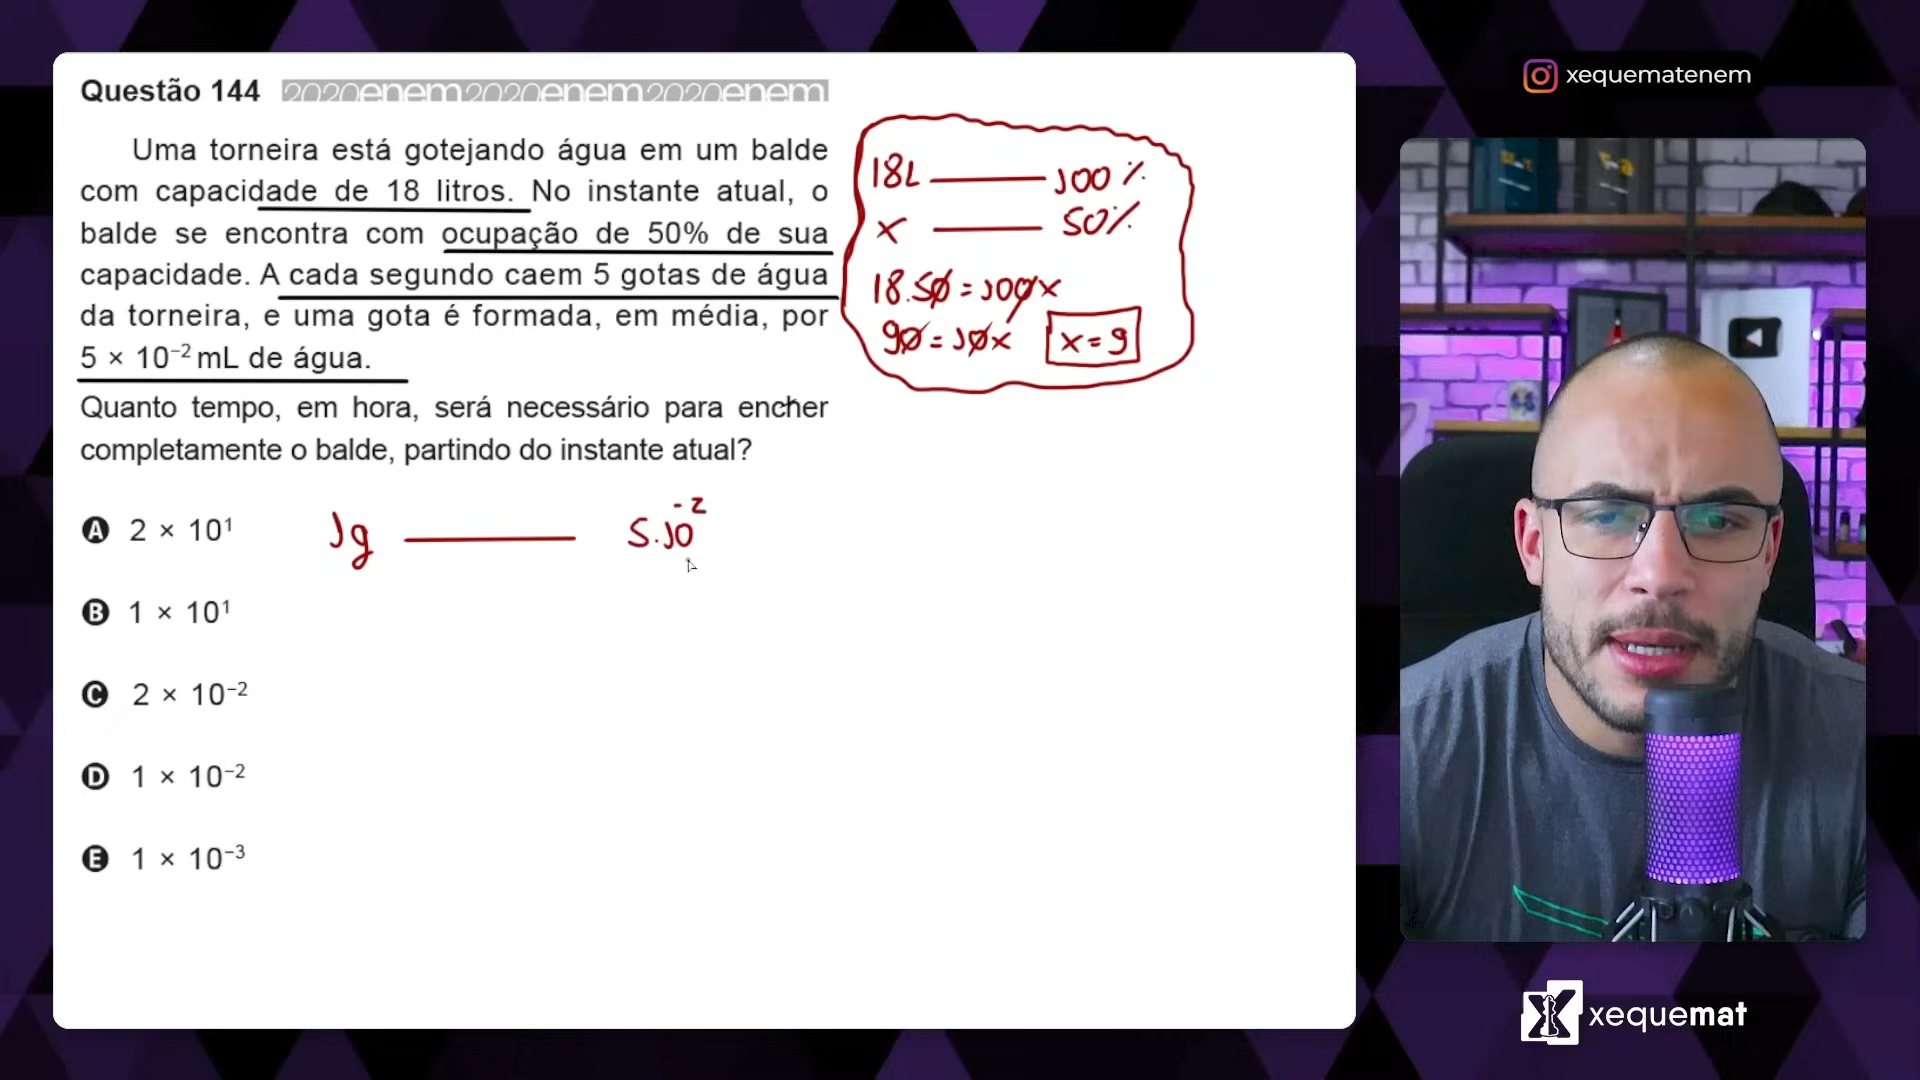 Questão 144 2020enem2020enem2020enem
Uma torneira está gotejando água em um balde
com capacidade de 18 litros. No instante atual, o
balde se encontra com ocupação de 50% de sua
capacidade. A cada segundo caem 5 gotas de água
da torneira, e uma gota é formada, em média, por
5 × 10⁻² mL de água.
Quanto tempo, em hora, será necessário para encher
completamente o balde, partindo do instante atual?
A 2 × 10¹
B 1 × 10¹
C 2 × 10⁻²
D 1 × 10⁻²
E 1 × 10⁻³
18L — 100 %
x — 50%
18.50 = 100x
90 = 10x x = 9
1g — 5.10⁻²
xequematenem
xequemat